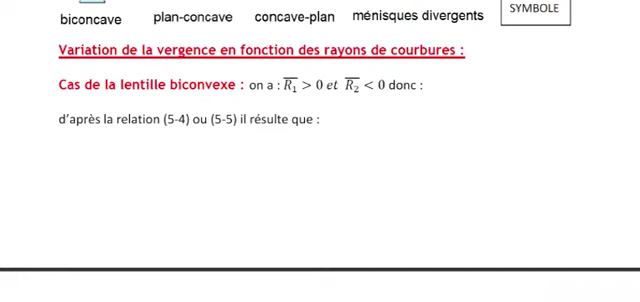 SYMBOLE
biconcave plan-concave concave-plan ménisques divergents
Variation de la vergence en fonction des rayons de courbures :
Cas de la lentille biconvexe : on a : R̅₁ > 0 et R̅₂ < 0 donc :
d’après la relation (5-4) ou (5-5) il résulte que :